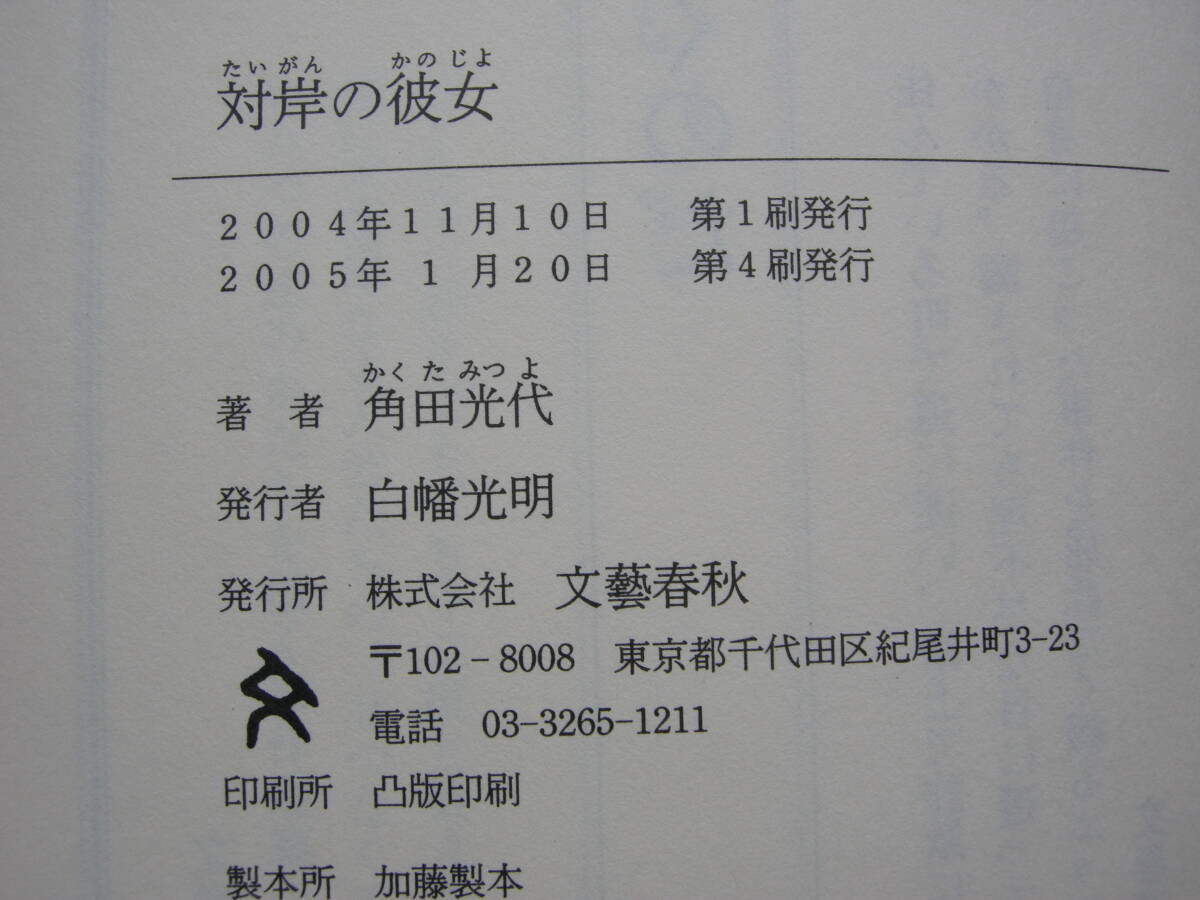 たいがん かのじよ
対岸の彼女
2004年11月10日 第1刷発行
2005年 1 月20日 第4刷発行
かく た みつ よ
著 者 角田光代
発行者 白幡光明
発行所 株式会社 文藝春秋
〒102-8008 東京都千代田区紀尾井町3-23
電話 03-3265-1211
印刷所 凸版印刷
製本所 加藤製本